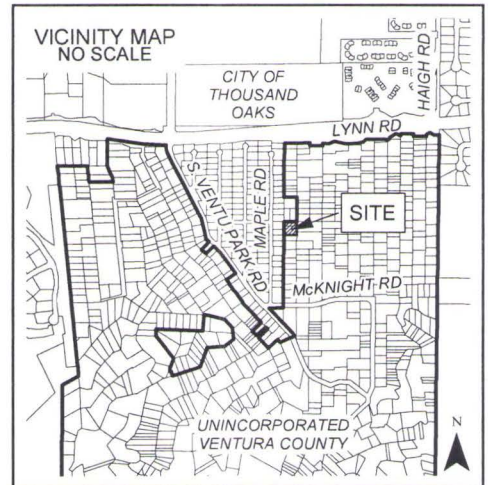 VICINITY MAP
NO SCALE
CITY OF
THOUSAND
OAKS
HAIGH RD
LYNN RD
S. VENTU PARK RD
MAPLE RD
SITE
McKNIGHT RD
UNINCORPORATED
VENTURA COUNTY
N